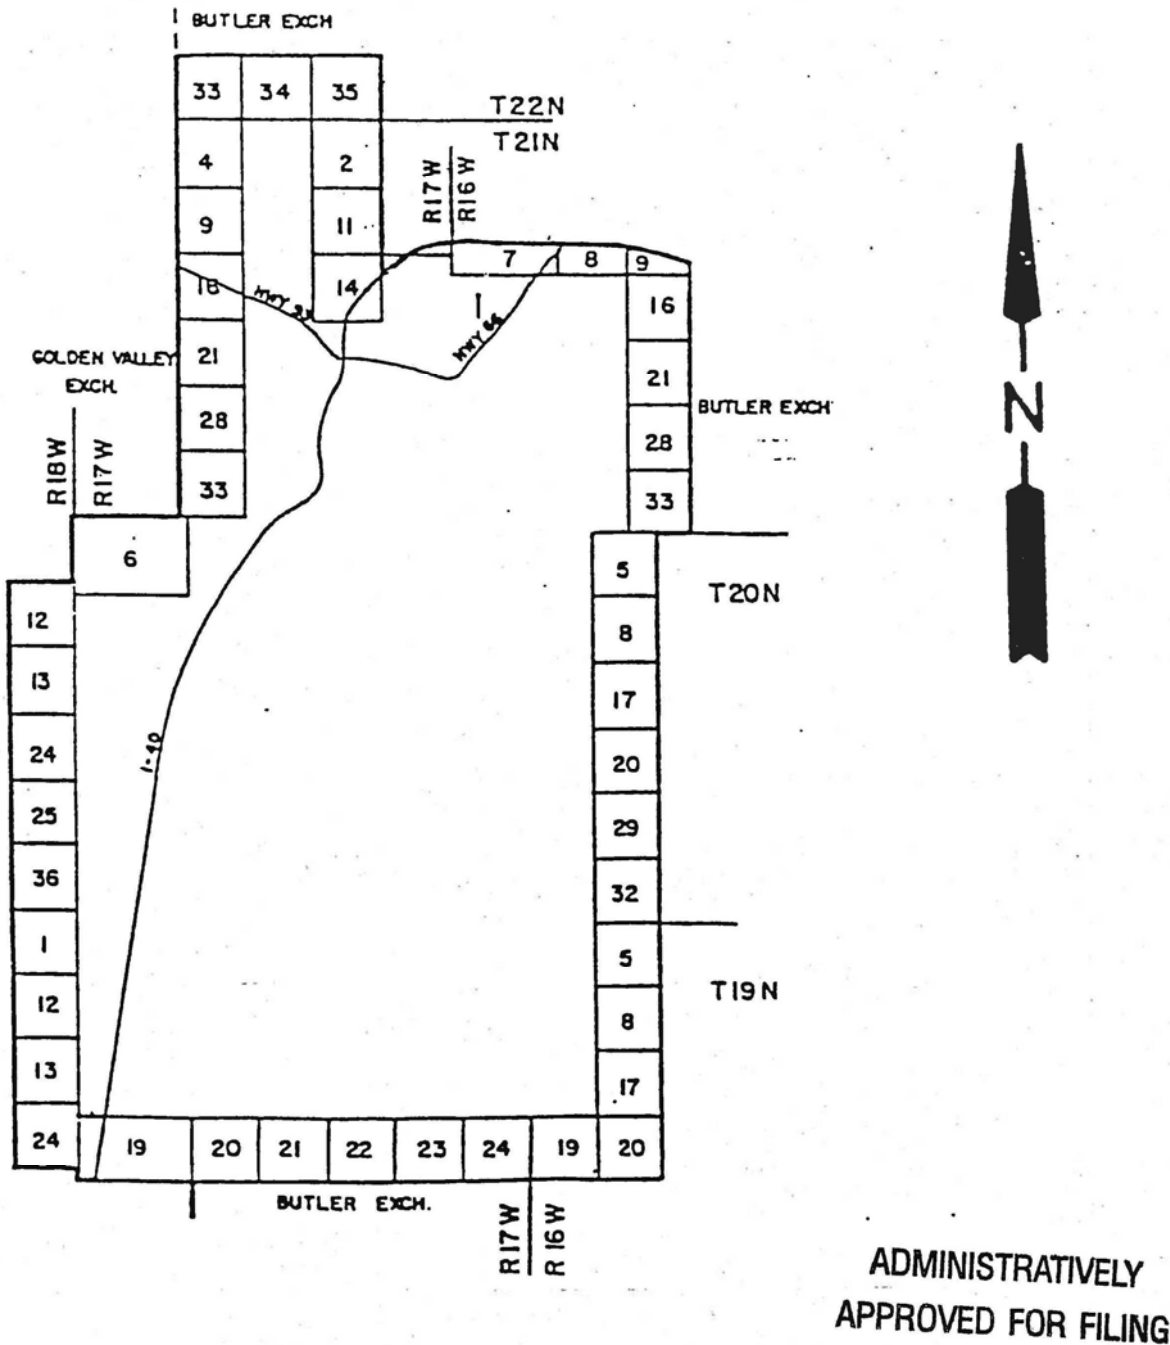 BUTLER EXCH
33 34 35
T22N
T21N
4 2
R17W
R16W
9 11
7 8 9
18 14
HWY 93
I
16
HWY 66
GOLDEN VALLEY
EXCH.
21
21
BUTLER EXCH
28
28
R18W
R17W
33
33
N
6
5
T20N
12
8
13
17
24
I-40
20
25
29
36
32
1
5
T19N
12
8
13
17
24 19 20 21 22 23 24 19 20
BUTLER EXCH.
R17W
R16W
ADMINISTRATIVELY
APPROVED FOR FILING